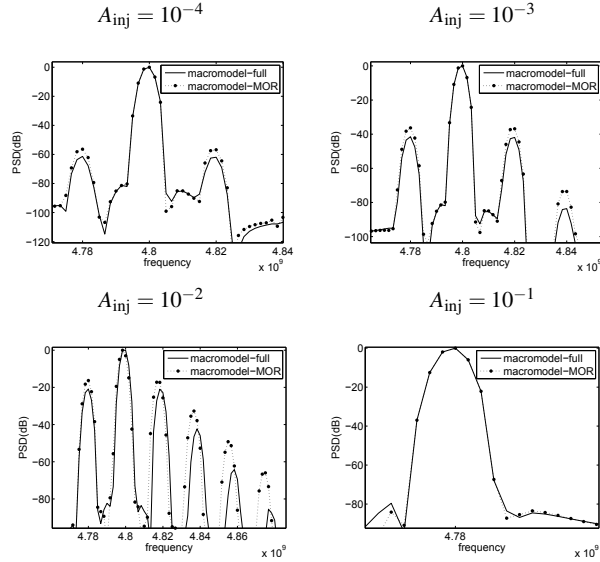 A_inj = 10^−4
A_inj = 10^−3
0
−20
−40
−60
−80
−100
−120
PSD(dB)
macromodel−full
macromodel−MOR
4.78
4.8
4.82
4.84
frequency
x 10^9
0
−20
−40
−60
−80
−100
PSD(dB)
macromodel−full
macromodel−MOR
4.78
4.8
4.82
4.84
frequency
x 10^9
A_inj = 10^−2
A_inj = 10^−1
0
−20
−40
−60
−80
PSD(dB)
macromodel−full
macromodel−MOR
4.78
4.8
4.82
4.84
4.86
frequency
x 10^9
0
−20
−40
−60
−80
PSD(dB)
macromodel−full
macromodel−MOR
4.78
frequency
x 10^9